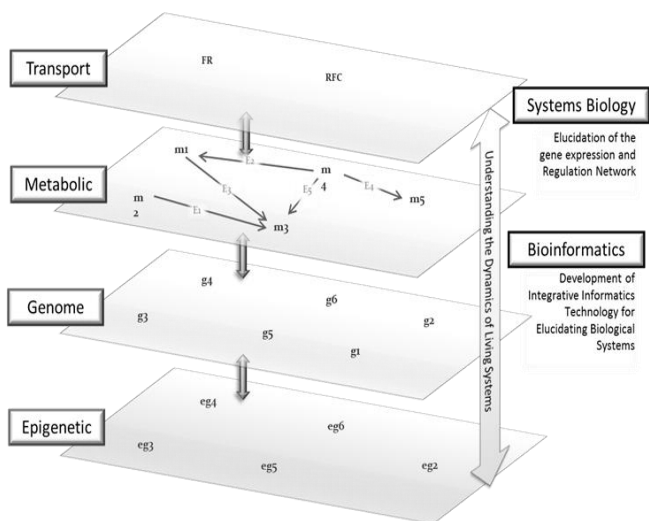 Transport
FR
RFC
Systems Biology
Elucidation of the
gene expression and
Regulation Network
Metabolic
m1
E2
m
4
E3
E5
E4
m5
m
2
E1
m3
Understanding the Dynamics of Living Systems
Bioinformatics
Development of
Integrative Informatics
Technology for
Elucidating Biological
Systems
Genome
g4
g6
g3
g5
g2
g1
Epigenetic
eg4
eg6
eg3
eg5
eg2